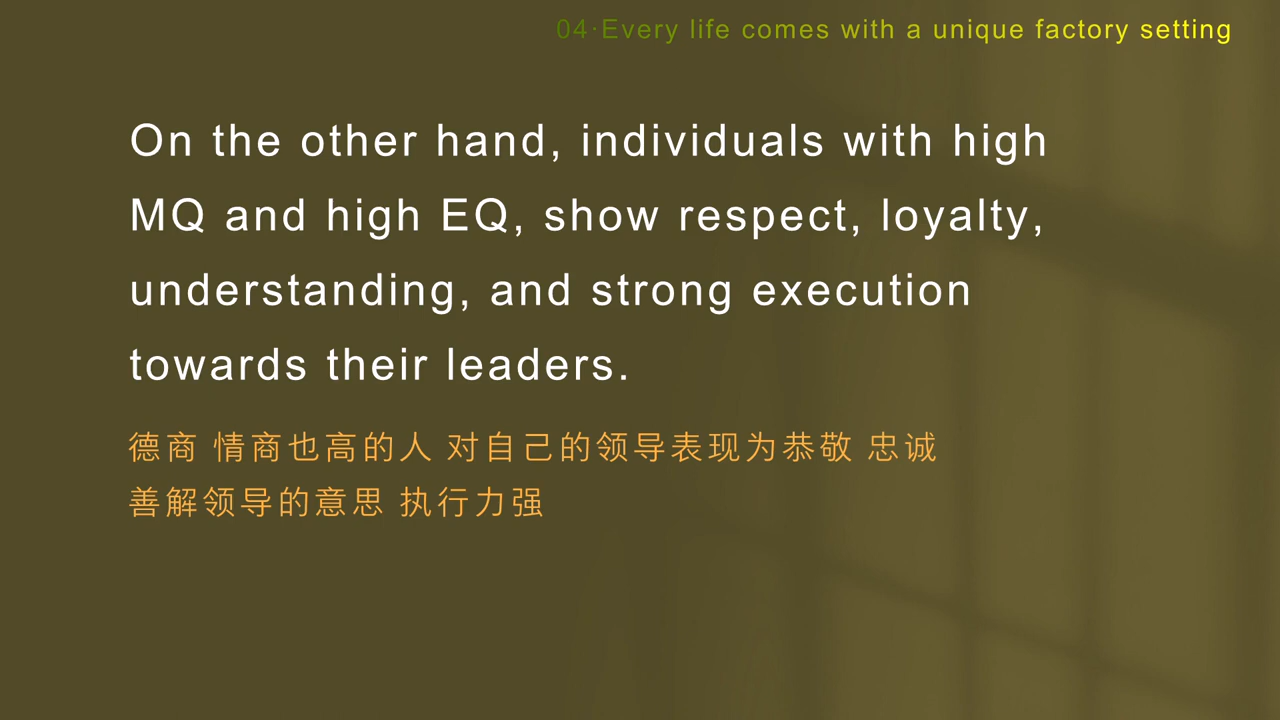 04·Every life comes with a unique factory setting
On the other hand, individuals with high
MQ and high EQ, show respect, loyalty,
understanding, and strong execution
towards their leaders.
德商 情商也高的人 对自己的领导表现为恭敬 忠诚
善解领导的意思 执行力强